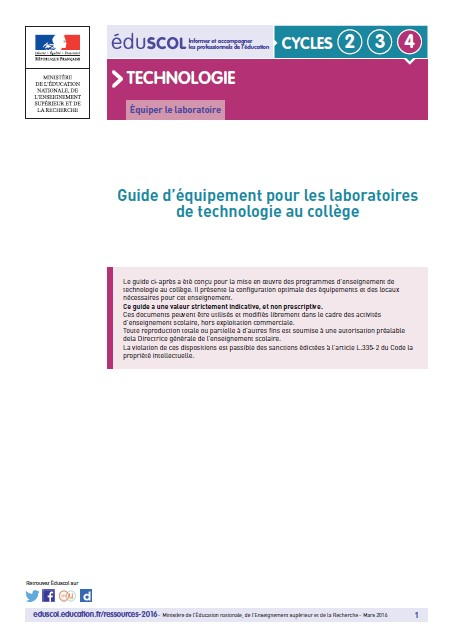 éduSCOL
Informer et accompagner
les professionnels de l'éducation
CYCLES 2 3 4
TECHNOLOGIE
Équiper le laboratoire
Liberté • Égalité • Fraternité
RÉPUBLIQUE FRANÇAISE
MINISTÈRE
DE L'ÉDUCATION
NATIONALE, DE
L'ENSEIGNEMENT
SUPÉRIEUR ET DE
LA RECHERCHE
Guide d'équipement pour les laboratoires
de technologie au collège
Le guide ci-après a été conçu pour la mise en œuvre des programmes d'enseignement de
technologie au collège. Il présente la configuration optimale des équipements et des locaux
nécessaires pour cet enseignement.
Ce guide a une valeur strictement indicative, et non prescriptive.
Ces documents peuvent être utilisés et modifiés librement dans le cadre des activités
d'enseignement scolaire, hors exploitation commerciale.
Toute reproduction totale ou partielle à d'autres fins est soumise à une autorisation préalable
dela Directrice générale de l'enseignement scolaire.
La violation de ces dispositions est passible des sanctions édictées à l'article L.335-2 du Code la
propriété intellectuelle.
Retrouvez Éduscol sur
eduscol.education.fr/ressources-2016 - Ministère de l'Éducation nationale, de l'Enseignement supérieur et de la Recherche - Mars 2016
1